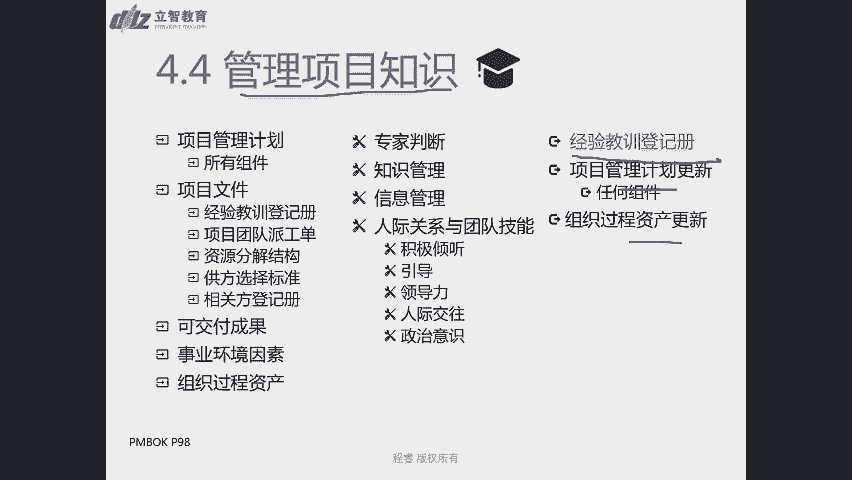 立智教育
4.4 管理项目知识
项目管理计划
所有组件
项目文件
经验教训登记册
项目团队派工单
资源分解结构
供方选择标准
相关方登记册
可交付成果
事业环境因素
组织过程资产
专家判断
知识管理
信息管理
人际关系与团队技能
积极倾听
引导
领导力
人际交往
政治意识
经验教训登记册
项目管理计划更新
任何组件
组织过程资产更新
PMBOK P98
程睿 版权所有